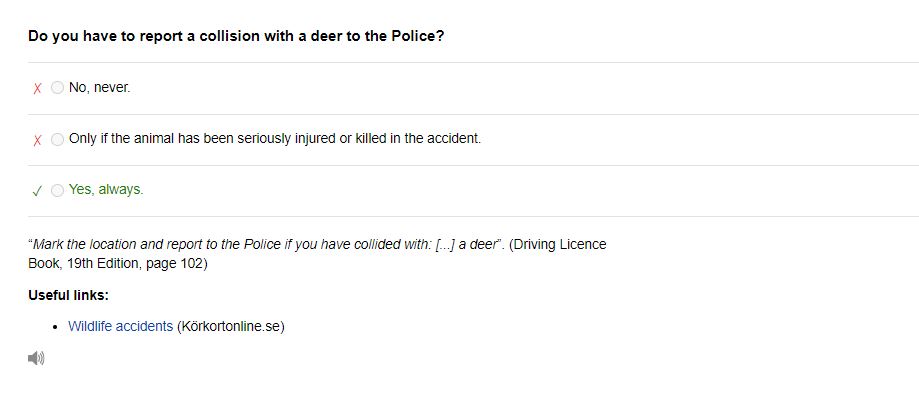 Do you have to report a collision with a deer to the Police?
No, never.
Only if the animal has been seriously injured or killed in the accident.
Yes, always.
“Mark the location and report to the Police if you have collided with: [...] a deer”. (Driving Licence
Book, 19th Edition, page 102)
Useful links:
Wildlife accidents (Körkortonline.se)